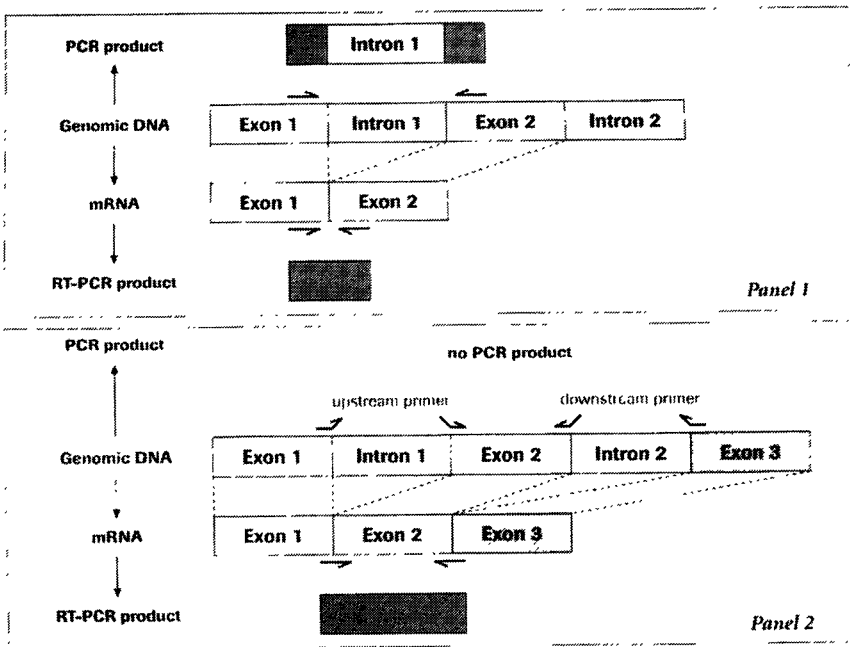 PCR product
Intron 1
Genomic DNA
Exon 1 Intron 1 Exon 2 Intron 2
mRNA
Exon 1 Exon 2
RT-PCR product
Panel 1
PCR product
no PCR product
upstream primer downstream primer
Genomic DNA
Exon 1 Intron 1 Exon 2 Intron 2 Exon 3
mRNA
Exon 1 Exon 2 Exon 3
RT-PCR product
Panel 2